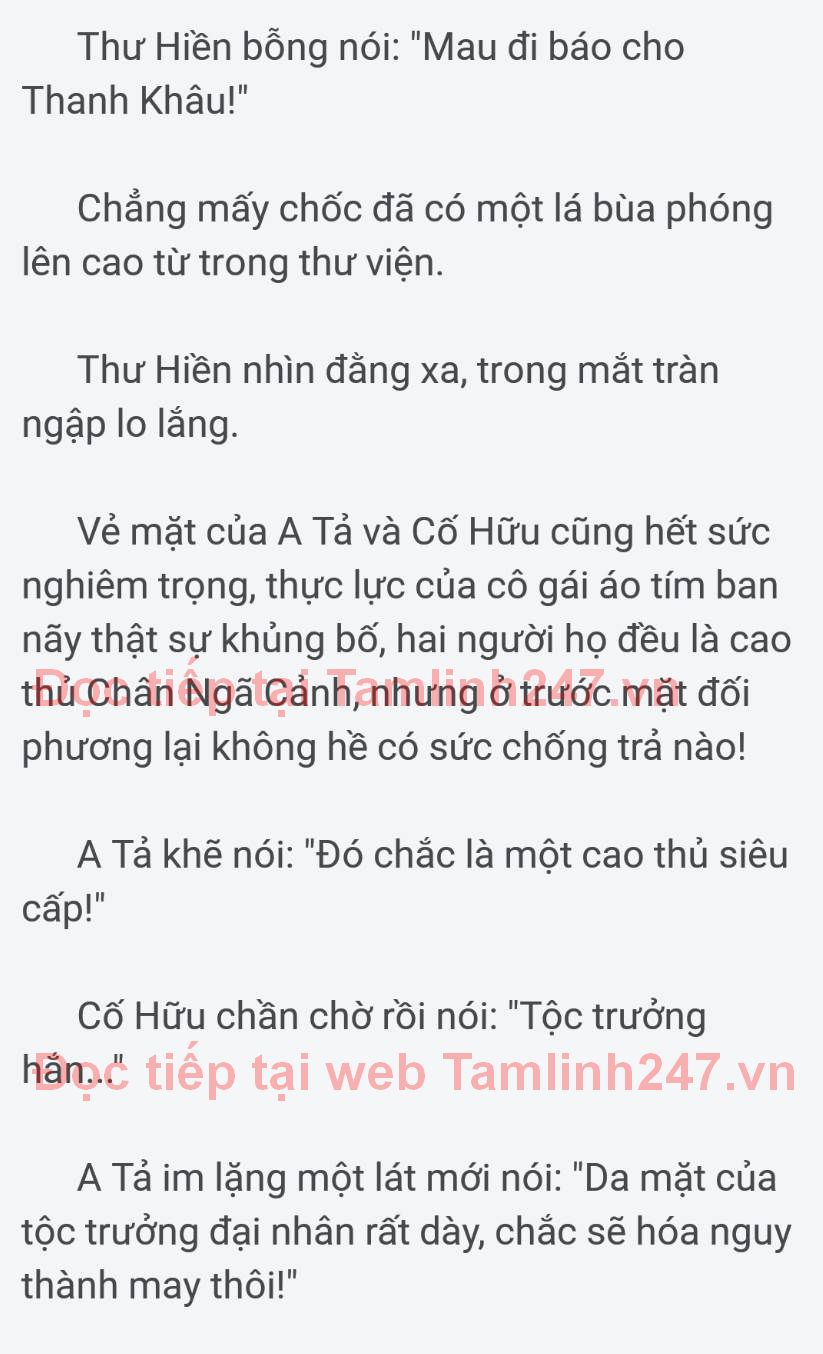 Thư Hiền bỗng nói: "Mau đi báo cho
Thanh Khâu!"
Chẳng mấy chốc đã có một lá bùa phóng
lên cao từ trong thư viện.
Thư Hiền nhìn đằng xa, trong mắt tràn
ngập lo lắng.
Vẻ mặt của A Tả và Cố Hữu cũng hết sức
nghiêm trọng, thực lực của cô gái áo tím ban
nãy thật sự khủng bố, hai người họ đều là cao
thủ Chân Ngã Cảnh, nhưng ở trước mặt đối
Đọc tiếp tại Tamlinh247.vn
phương lại không hề có sức chống trả nào!
A Tả khẽ nói: "Đó chắc là một cao thủ siêu
cấp!"
Cố Hữu chần chờ rồi nói: "Tộc trưởng
hắn..."
Đọc tiếp tại web Tamlinh247.vn
A Tả im lặng một lát mới nói: "Da mặt của
tộc trưởng đại nhân rất dày, chắc sẽ hóa nguy
thành may thôi!"